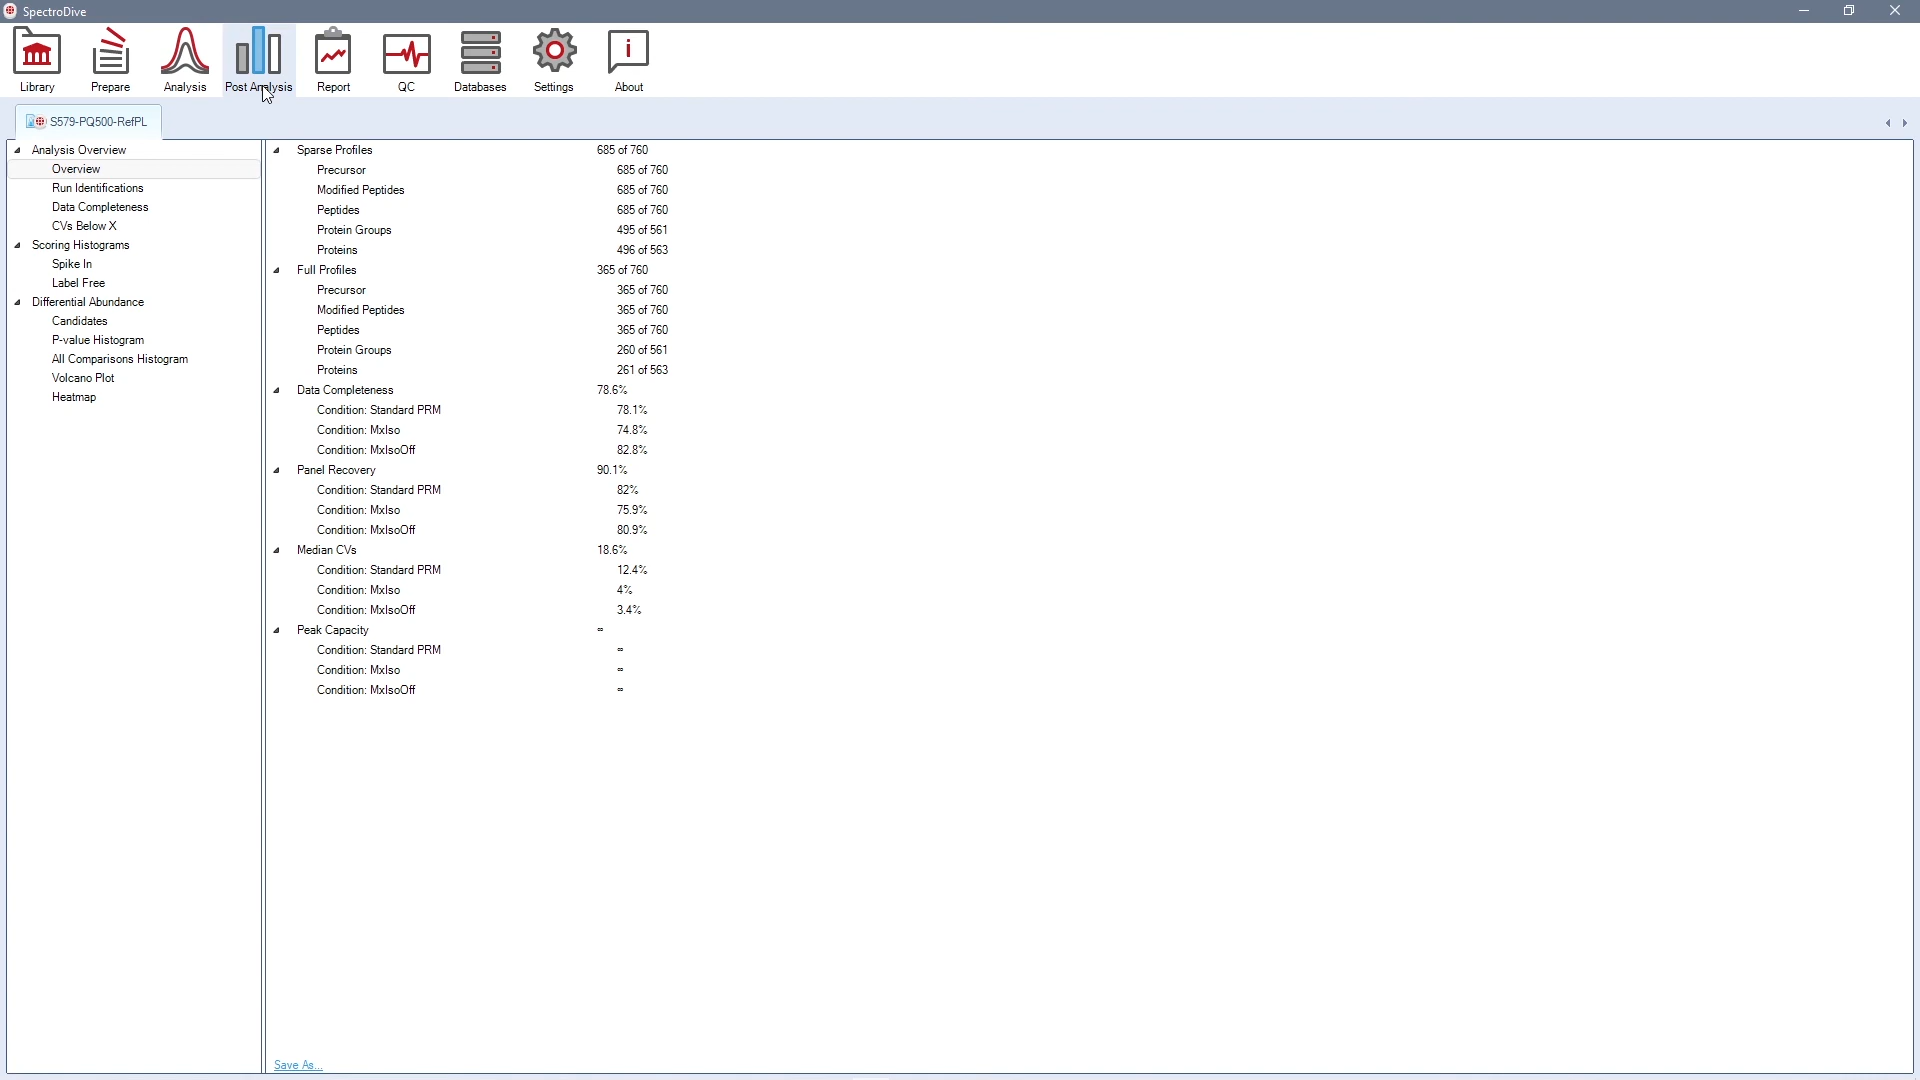 SpectroDive
Library Prepare Analysis Post Analysis Report QC Databases Settings About
S579-PQ500-RefPL
Analysis Overview
Overview
Run Identifications
Data Completeness
CVs Below X
Scoring Histograms
Spike In
Label Free
Differential Abundance
Candidates
P-value Histogram
All Comparisons Histogram
Volcano Plot
Heatmap
Sparse Profiles 685 of 760
Precursor 685 of 760
Modified Peptides 685 of 760
Peptides 685 of 760
Protein Groups 495 of 561
Proteins 496 of 563
Full Profiles 365 of 760
Precursor 365 of 760
Modified Peptides 365 of 760
Peptides 365 of 760
Protein Groups 260 of 561
Proteins 261 of 563
Data Completeness 78.6%
Condition: Standard PRM 78.1%
Condition: MxIso 74.8%
Condition: MxIsoOff 82.8%
Panel Recovery 90.1%
Condition: Standard PRM 82%
Condition: MxIso 75.9%
Condition: MxIsoOff 80.9%
Median CVs 18.6%
Condition: Standard PRM 12.4%
Condition: MxIso 4%
Condition: MxIsoOff 3.4%
Peak Capacity ∞
Condition: Standard PRM ∞
Condition: MxIso ∞
Condition: MxIsoOff ∞
Save As...